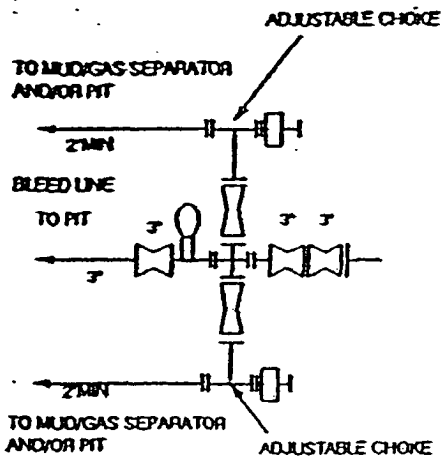 ADJUSTABLE CHOKE
TO MUD/GAS SEPARATOR
AND/OR PIT
2"MIN
BLEED LINE
TO PIT
3"
3"
3"
3"
2"MIN
TO MUD/GAS SEPARATOR
AND/OR PIT
ADJUSTABLE CHOKE